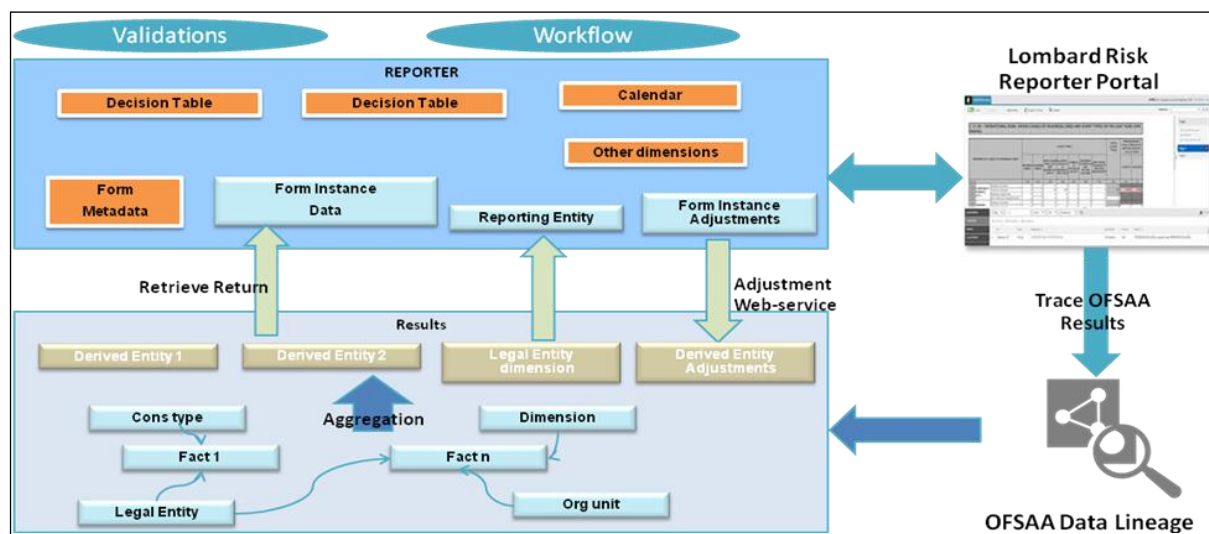 Validations
Workflow
Lombard Risk
Reporter Portal
REPORTER
Decision Table
Decision Table
Calendar
Other dimensions
Form
Metadata
Form Instance
Data
Reporting Entity
Form Instance
Adjustments
Retrieve Return
Adjustment
Web-service
Trace OFSAA
Results
Results
Derived Entity 1
Derived Entity 2
Legal Entity
dimension
Derived Entity
Adjustments
Cons type
Aggregation
Dimension
Fact 1
Fact n
Legal Entity
Org unit
OFSAA Data Lineage